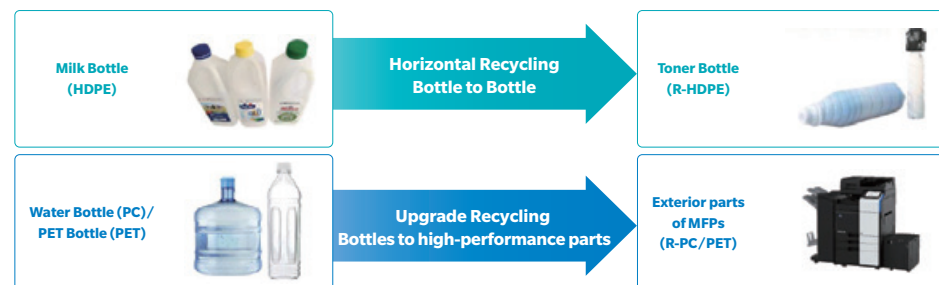 Milk Bottle
(HDPE)
Horizontal Recycling
Bottle to Bottle
Toner Bottle
(R-HDPE)
Water Bottle (PC)/
PET Bottle (PET)
Upgrade Recycling
Bottles to high-performance parts
Exterior parts
of MFPs
(R-PC/PET)